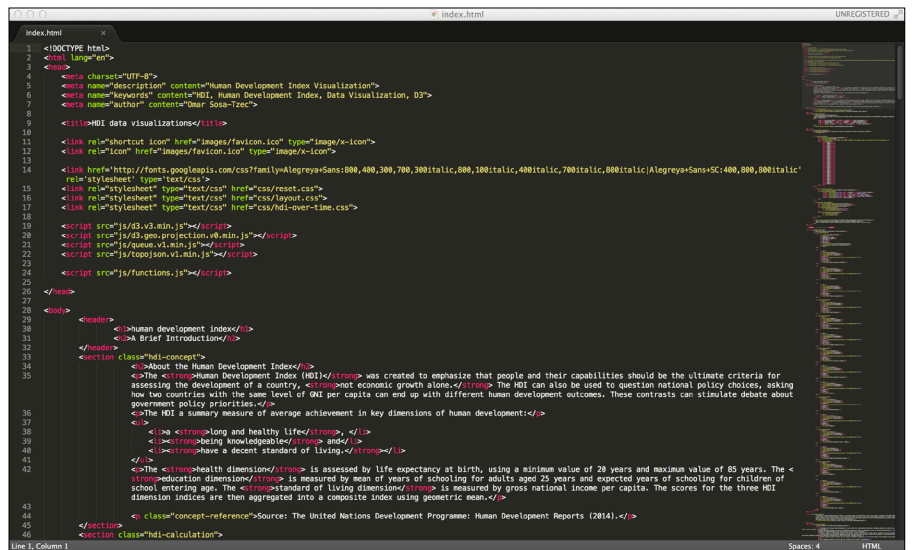 index.html
UNREGISTERED
index.html ×
1 <!DOCTYPE html>
2 <html lang="en">
3 <head>
4 <meta charset="UTF-8">
5 <meta name="description" content="Human Development Index Visualization">
6 <meta name="keywords" content="HDI, Human Development Index, Data Visualization, D3">
7 <meta name="author" content="Omar Sosa-Tzec">
8
9 <title>HDI data visualizations</title>
10
11 <link rel="shortcut icon" href="images/favicon.ico" type="image/x-icon">
12 <link rel="icon" href="images/favicon.ico" type="image/x-icon">
13
14 <link href='http://fonts.googleapis.com/css?family=Alegreya+Sans:800,400,300,700,300italic,800,100italic,400italic,700italic,800italic|Alegreya+Sans+SC:400,800,800italic'
rel='stylesheet' type='text/css'>
15 <link rel="stylesheet" type="text/css" href="css/reset.css">
16 <link rel="stylesheet" type="text/css" href="css/layout.css">
17 <link rel="stylesheet" type="text/css" href="css/hdi-over-time.css">
18
19 <script src="js/d3.v3.min.js"></script>
20 <script src="js/d3.geo.projection.v0.min.js"></script>
21 <script src="js/queue.v1.min.js"></script>
22 <script src="js/topojson.v1.min.js"></script>
23
24 <script src="js/functions.js"></script>
25
26 </head>
27
28 <body>
29 <header>
30 <h1>human development index</h1>
31 <h2>A Brief Introduction</h2>
32 </header>
33 <section class="hdi-concept">
34 <h2>About the Human Development Index</h2>
35 <p>The <strong>Human Development Index (HDI)</strong> was created to emphasize that people and their capabilities should be the ultimate criteria for
assessing the development of a country, <strong>not economic growth alone.</strong> The HDI can also be used to question national policy choices, asking
how two countries with the same level of GNI per capita can end up with different human development outcomes. These contrasts can stimulate debate about
government policy priorities.</p>
36 <p>The HDI a summary measure of average achievement in key dimensions of human development:</p>
37 <ul>
38 <li>a <strong>long and healthy life</strong>, </li>
39 <li><strong>being knowledgeable</strong> and</li>
40 <li><strong>have a decent standard of living.</strong></li>
41 </ul>
42 <p>The <strong>health dimension</strong> is assessed by life expectancy at birth, using a minimum value of 20 years and maximum value of 85 years. The <
strong>education dimension</strong> is measured by mean of years of schooling for adults aged 25 years and expected years of schooling for children of
school entering age. The <strong>standard of living dimension</strong> is measured by gross national income per capita. The scores for the three HDI
dimension indices are then aggregated into a composite index using geometric mean.</p>
43
44 <p class="concept-reference">Source: The United Nations Development Programme: Human Development Reports (2014).</p>
45 </section>
46 <section class="hdi-calculation">
Line 1, Column 1
Spaces: 4
HTML